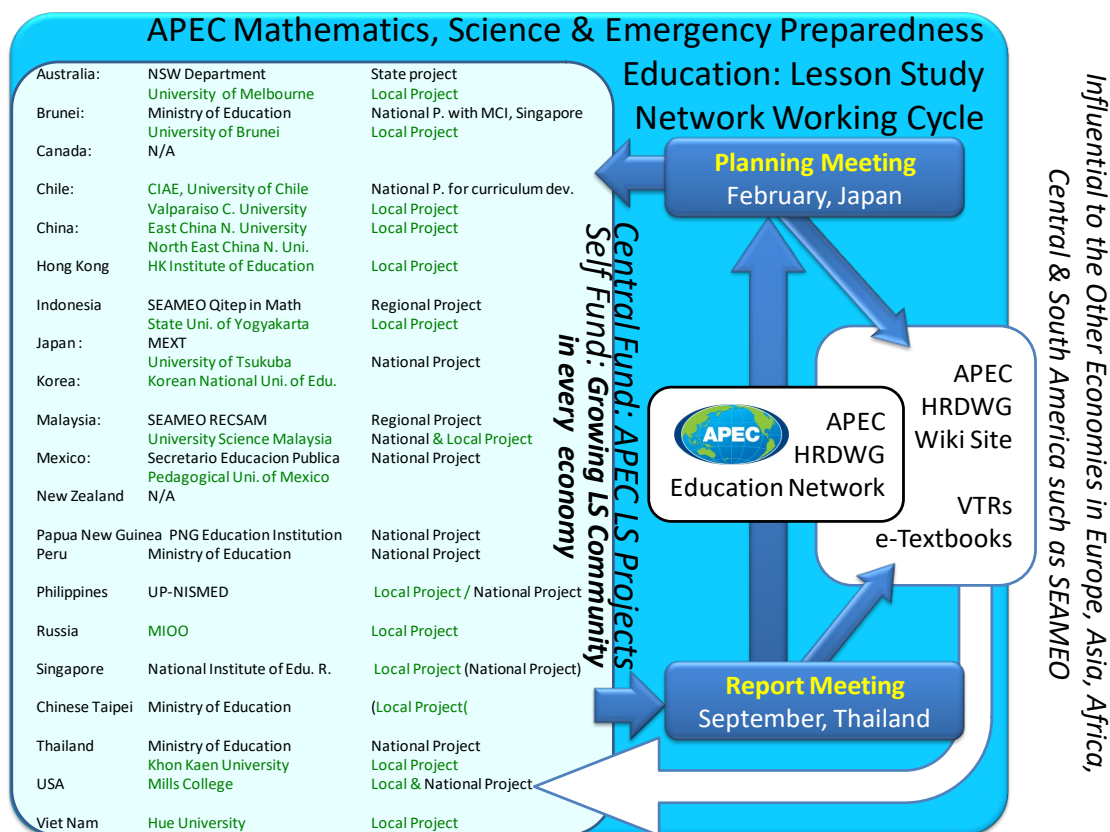 APEC Mathematics, Science & Emergency Preparedness
Education: Lesson Study
Network Working Cycle
Australia: NSW Department State project
University of Melbourne Local Project
Brunei: Ministry of Education National P. with MCI, Singapore
University of Brunei Local Project
Canada: N/A
Chile: CIAE, University of Chile National P. for curriculum dev.
Valparaiso C. University Local Project
China: East China N. University Local Project
North East China N. Uni.
Hong Kong HK Institute of Education Local Project
Indonesia SEAMEO Qitep in Math Regional Project
State Uni. of Yogyakarta Local Project
Japan : MEXT
University of Tsukuba National Project
Korea: Korean National Uni. of Edu.
Malaysia: SEAMEO RECSAM Regional Project
University Science Malaysia National & Local Project
Mexico: Secretario Educacion Publica National Project
Pedagogical Uni. of Mexico
New Zealand N/A
Papua New Guinea PNG Education Institution National Project
Peru Ministry of Education National Project
Philippines UP-NISMED Local Project / National Project
Russia MIOO Local Project
Singapore National Institute of Edu. R. Local Project (National Project)
Chinese Taipei Ministry of Education (Local Project(
Thailand Ministry of Education National Project
Khon Kaen University Local Project
USA Mills College Local & National Project
Viet Nam Hue University Local Project
Central Fund: APEC LS Projects
Self Fund: Growing LS Community
in every economy
Planning Meeting
February, Japan
APEC
HRDWG
Wiki Site
VTRs
e-Textbooks
APEC
APEC
HRDWG
Education Network
Report Meeting
September, Thailand
Influential to the Other Economies in Europe, Asia, Africa,
Central & South America such as SEAMEO